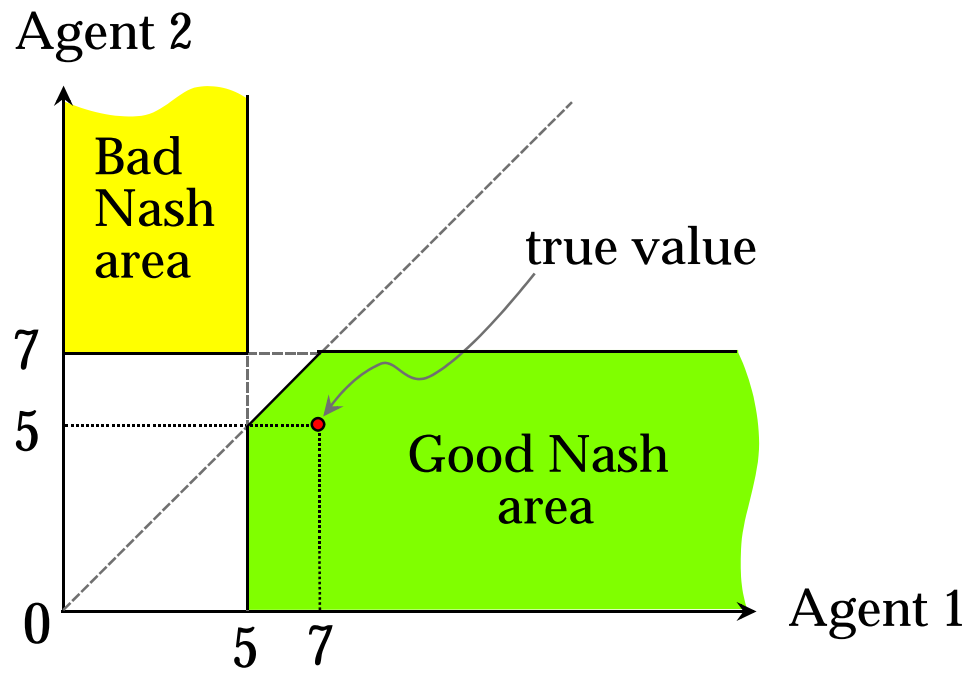 Agent 2
Bad
Nash
area
true value
7
5
Good Nash
area
0
5
7
Agent 1